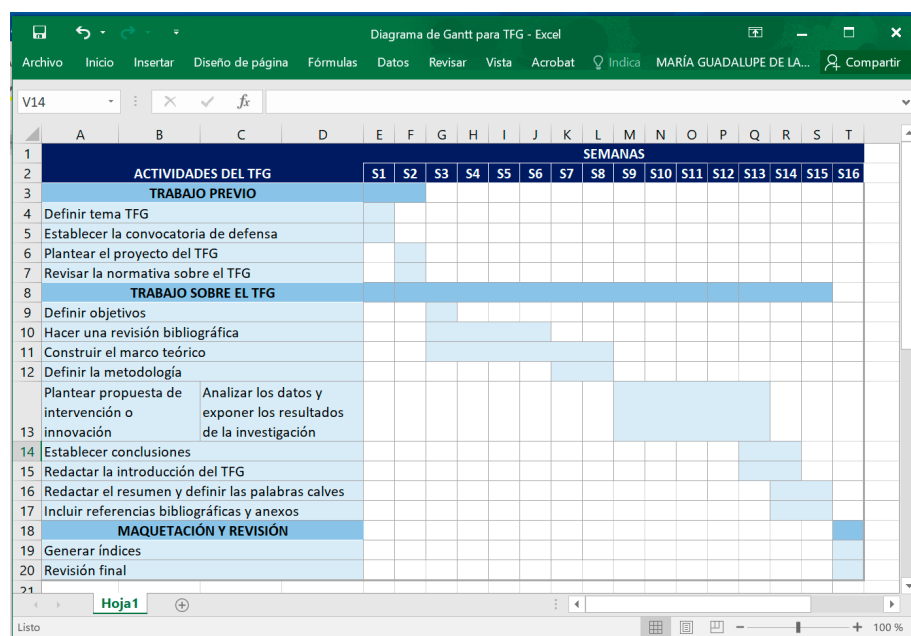 Diagrama de Gantt para TFG - Excel
Archivo Inicio Insertar Diseño de página Fórmulas Datos Revisar Vista Acrobat Indica MARÍA GUADALUPE DE LA... Compartir
V14 fx
A B C D E F G H I J K L M N O P Q R S T
1 SEMANAS
2 ACTIVIDADES DEL TFG S1 S2 S3 S4 S5 S6 S7 S8 S9 S10 S11 S12 S13 S14 S15 S16
3 TRABAJO PREVIO
4 Definir tema TFG
5 Establecer la convocatoria de defensa
6 Plantear el proyecto del TFG
7 Revisar la normativa sobre el TFG
8 TRABAJO SOBRE EL TFG
9 Definir objetivos
10 Hacer una revisión bibliográfica
11 Construir el marco teórico
12 Definir la metodología
Plantear propuesta de Analizar los datos y
intervención o exponer los resultados
13 innovación de la investigación
14 Establecer conclusiones
15 Redactar la introducción del TFG
16 Redactar el resumen y definir las palabras calves
17 Incluir referencias bibliográficas y anexos
18 MAQUETACIÓN Y REVISIÓN
19 Generar índices
20 Revisión final
21
Hoja1
Listo 100 %